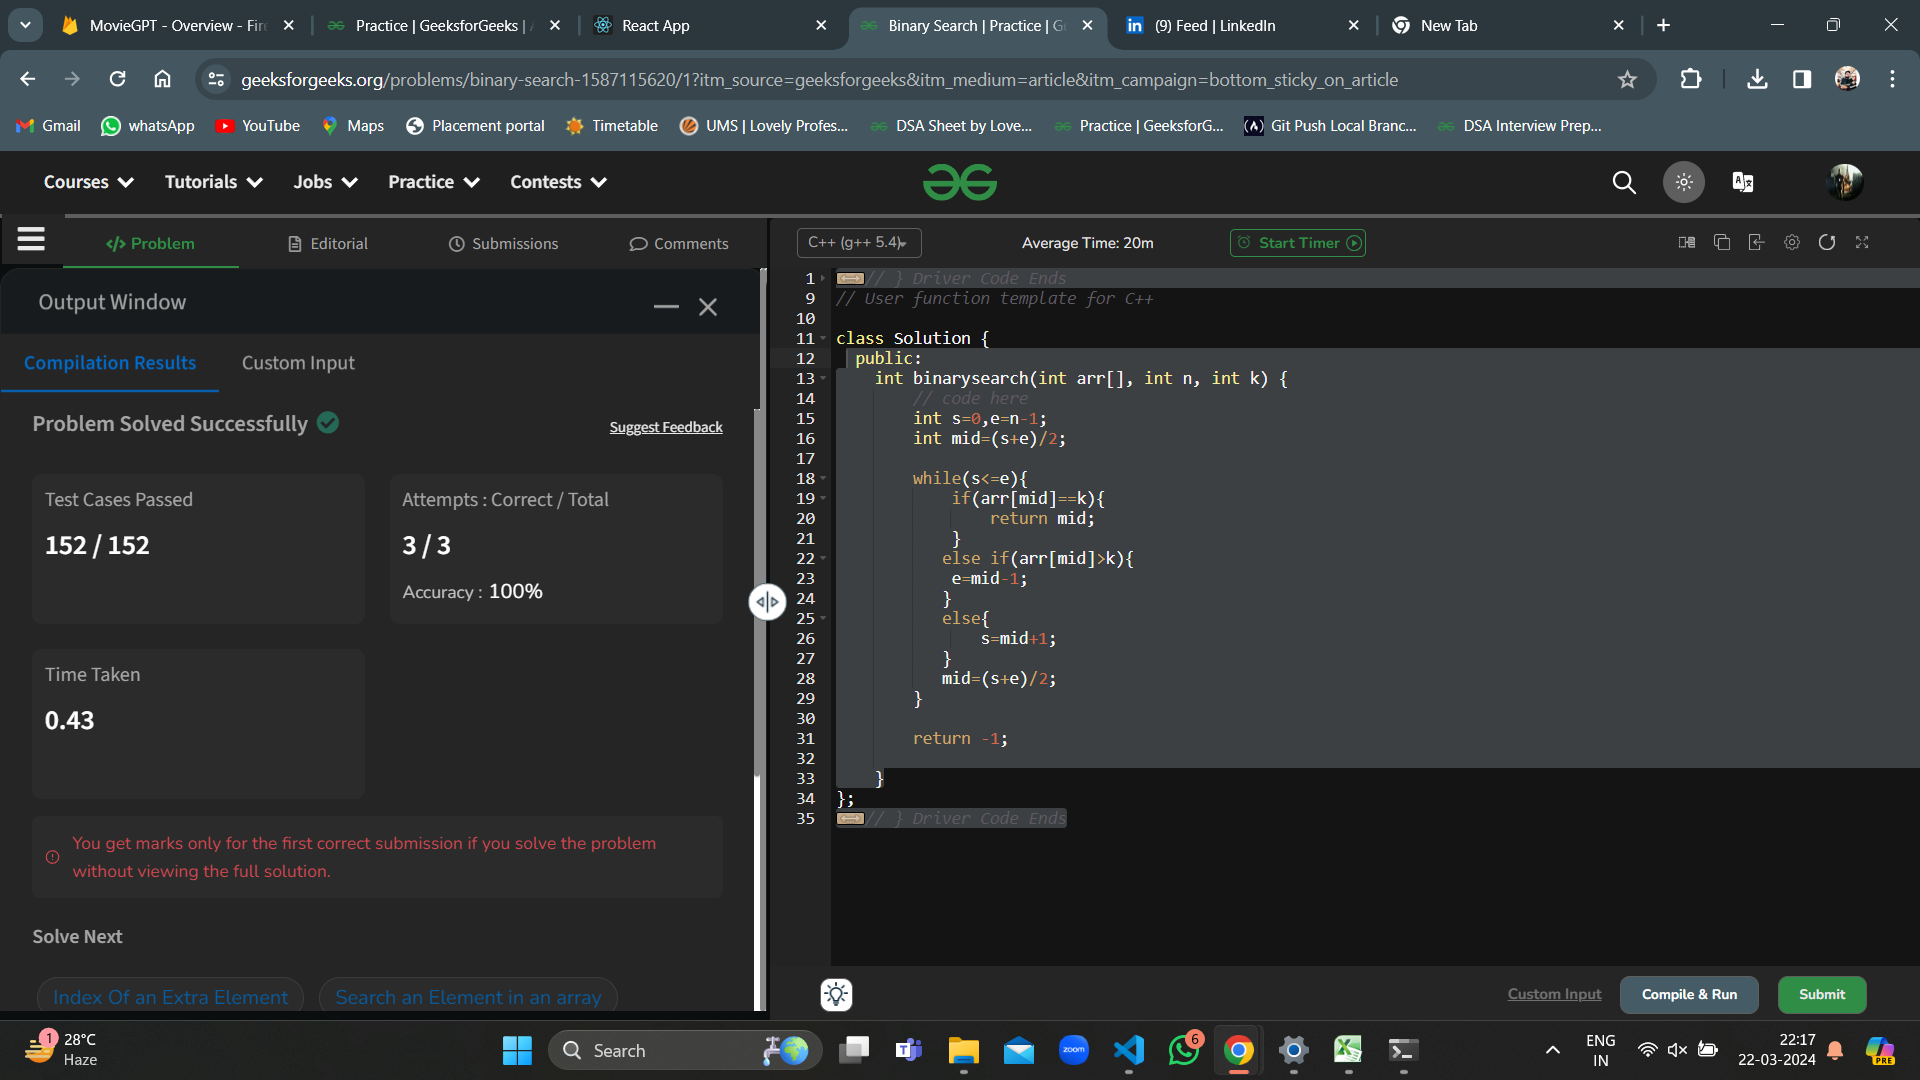 MovieGPT - Overview - Fire
Practice | GeeksforGeeks |
React App
Binary Search | Practice | G
(9) Feed | LinkedIn
New Tab
geeksforgeeks.org/problems/binary-search-1587115620/1?itm_source=geeksforgeeks&itm_medium=article&itm_campaign=bottom_sticky_on_article
Gmail
whatsApp
YouTube
Maps
Placement portal
Timetable
UMS | Lovely Profes...
DSA Sheet by Love...
Practice | GeeksforG...
Git Push Local Branc...
DSA Interview Prep...
Courses
Tutorials
Jobs
Practice
Contests
</> Problem
Editorial
Submissions
Comments
C++ (g++ 5.4)
Average Time: 20m
Start Timer
Output Window
Compilation Results
Custom Input
Problem Solved Successfully
Suggest Feedback
Test Cases Passed
152 / 152
Attempts : Correct / Total
3 / 3
Accuracy : 100%
Time Taken
0.43
You get marks only for the first correct submission if you solve the problem
without viewing the full solution.
Solve Next
Index Of an Extra Element
Search an Element in an array
1 // } Driver Code Ends
9 // User function template for C++
10
11 class Solution {
12 public:
13 int binarysearch(int arr[], int n, int k) {
14 // code here
15 int s=0,e=n-1;
16 int mid=(s+e)/2;
17
18 while(s<=e){
19 if(arr[mid]==k){
20 return mid;
21 }
22 else if(arr[mid]>k){
23 e=mid-1;
24 }
25 else{
26 s=mid+1;
27 }
28 mid=(s+e)/2;
29 }
30
31 return -1;
32
33 }
34 };
35 // } Driver Code Ends
Custom Input
Compile & Run
Submit
1
28°C
Haze
Search
zoom
6
ENG
IN
22:17
22-03-2024
PRE